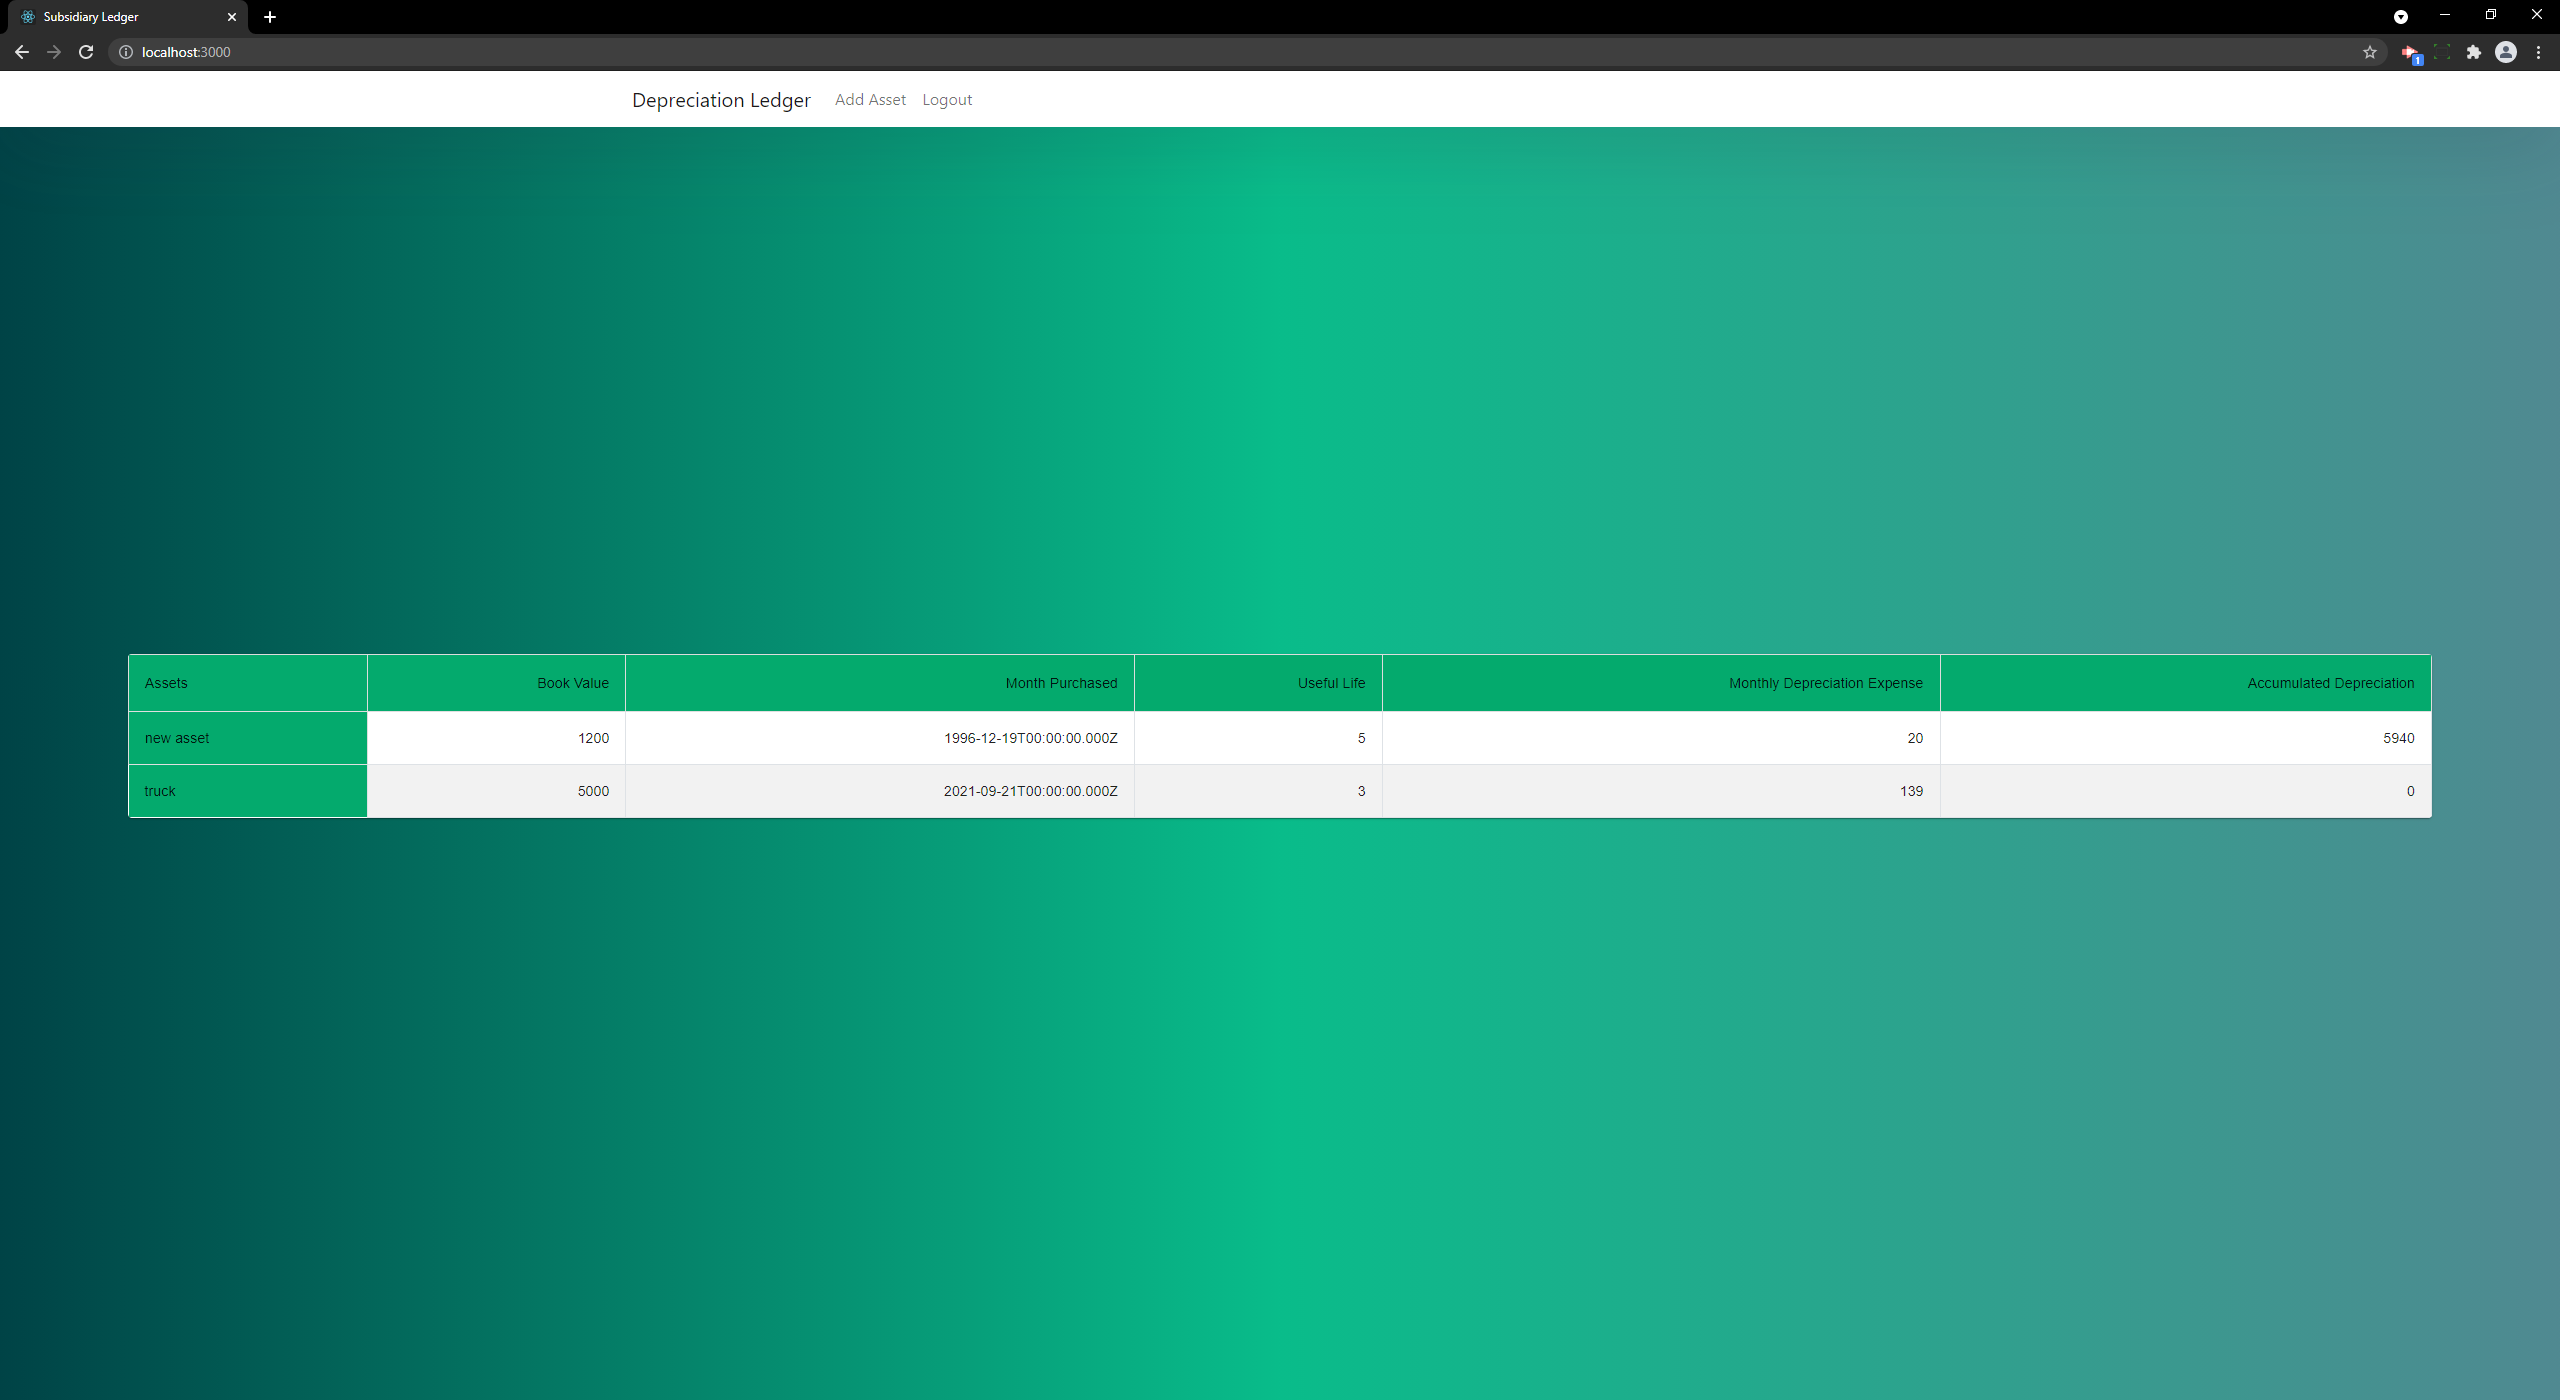 Subsidiary Ledger
localhost:3000
1
Depreciation Ledger Add Asset Logout
Assets Book Value Month Purchased Useful Life Monthly Depreciation Expense Accumulated Depreciation
new asset 1200 1996-12-19T00:00:00.000Z 5 20 5940
truck 5000 2021-09-21T00:00:00.000Z 3 139 0